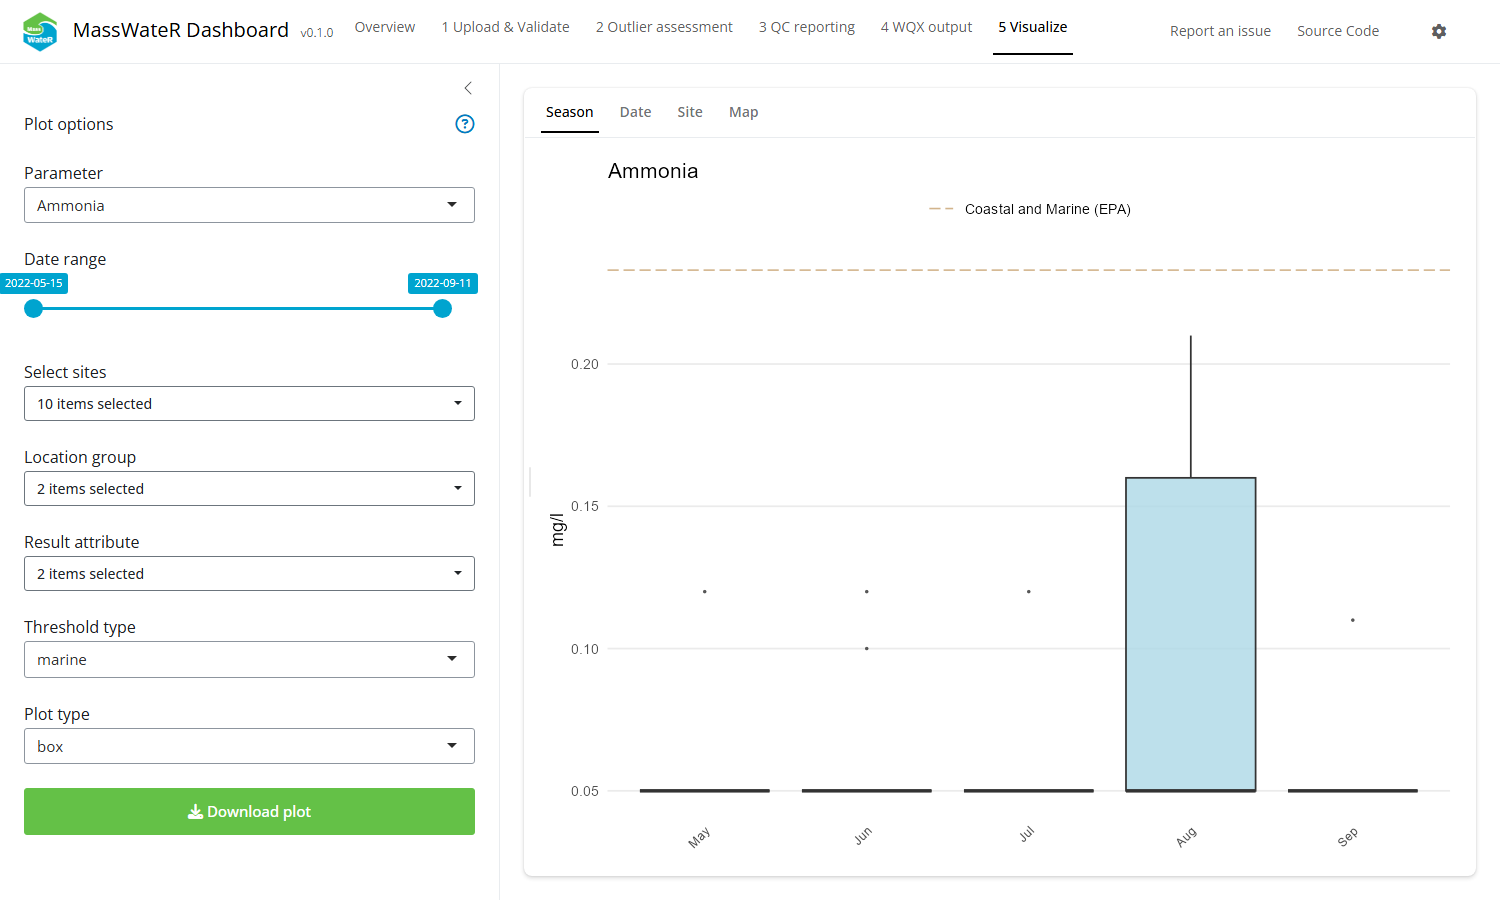 Mass
WateR
MassWateR Dashboard v0.1.0
Overview
1 Upload & Validate
2 Outlier assessment
3 QC reporting
4 WQX output
5 Visualize
Report an issue
Source Code
Plot options
?
Parameter
Ammonia
Date range
2022-05-15
2022-09-11
Select sites
10 items selected
Location group
2 items selected
Result attribute
2 items selected
Threshold type
marine
Plot type
box
Download plot
Season
Date
Site
Map
Ammonia
Coastal and Marine (EPA)
mg/l
0.20
0.15
0.10
0.05
May
Jun
Jul
Aug
Sep